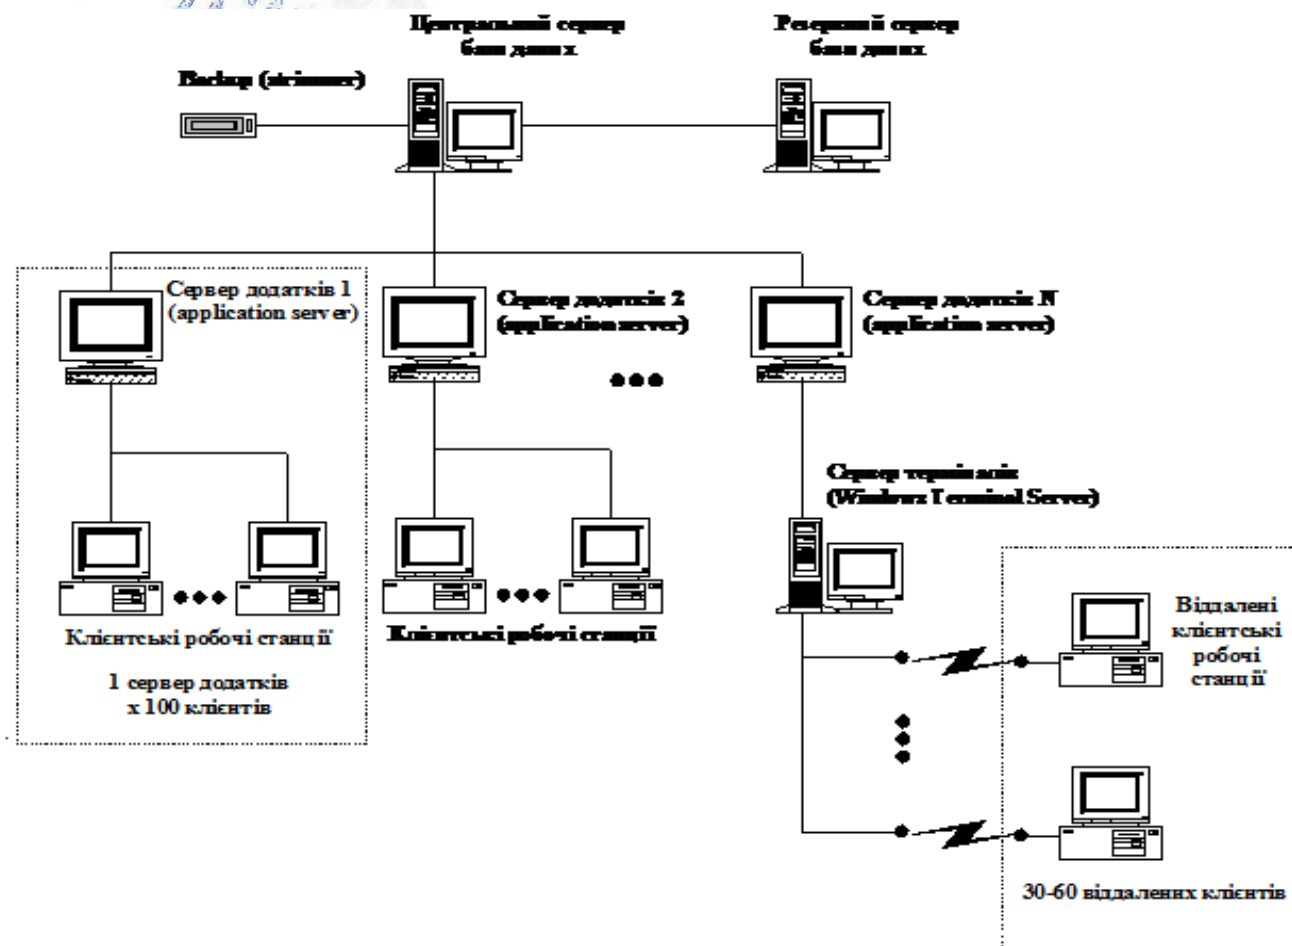 Центральний сервер
бази даних
Резервний сервер
бази даних
Backup (strimmer)
Сервер додатків 1
(application server)
Сервер додатків 2
(application server)
Сервер додатків N
(application server)
Сервер терміналів
(Windows Terminal Server)
Клієнтські робочі станції
Клієнтські робочі станції
1 сервер додатків
x 100 клієнтів
Віддалені
клієнтські
робочі
станції
30-60 віддалених клієнтів